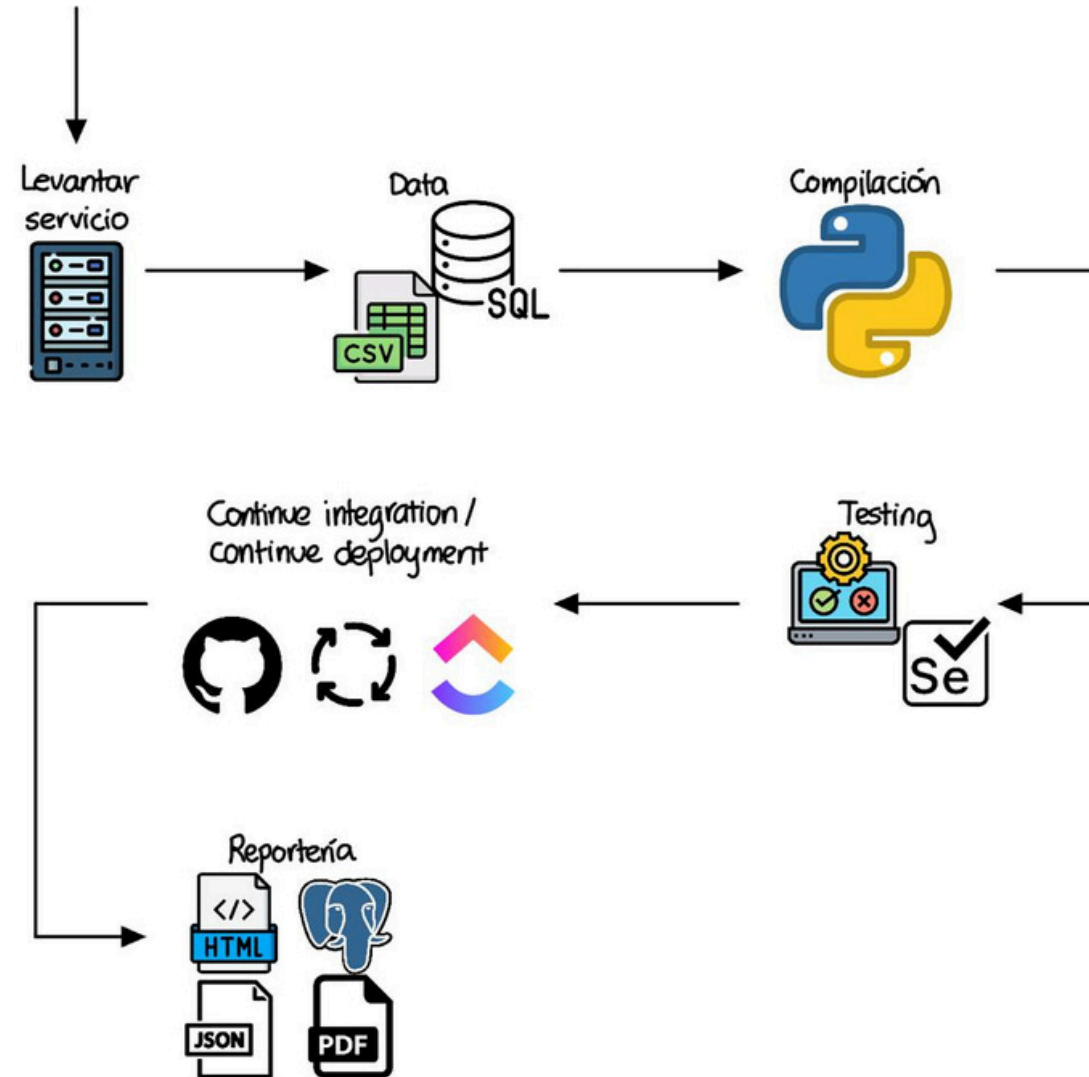 Levantar
servicio
Data
SQL
CSV
Compilación
Continue integration /
continue deployment
Testing
Se
Reportería
</>
HTML
JSON
PDF